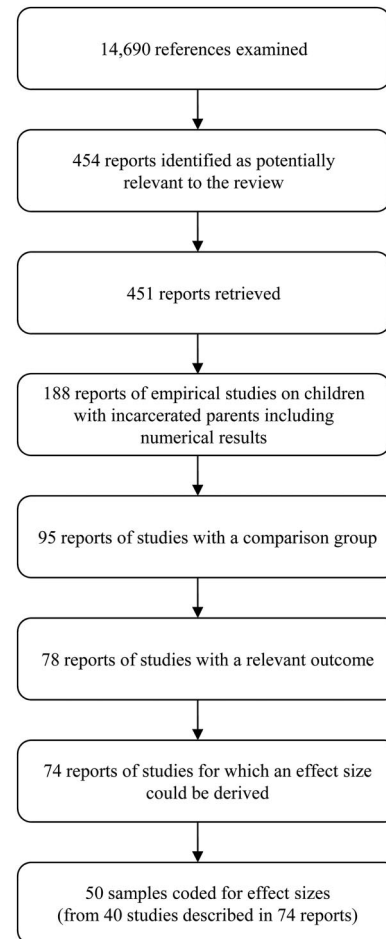 14,690 references examined
454 reports identified as potentially
relevant to the review
451 reports retrieved
188 reports of empirical studies on children
with incarcerated parents including
numerical results
95 reports of studies with a comparison group
78 reports of studies with a relevant outcome
74 reports of studies for which an effect size
could be derived
50 samples coded for effect sizes
(from 40 studies described in 74 reports)